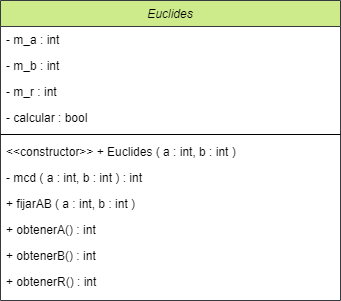 Euclides
- m_a : int
- m_b : int
- m_r : int
- calcular : bool
<<constructor>> + Euclides ( a : int, b : int )
- mcd ( a : int, b : int ) : int
+ fijarAB ( a : int, b : int )
+ obtenerA() : int
+ obtenerB() : int
+ obtenerR() : int